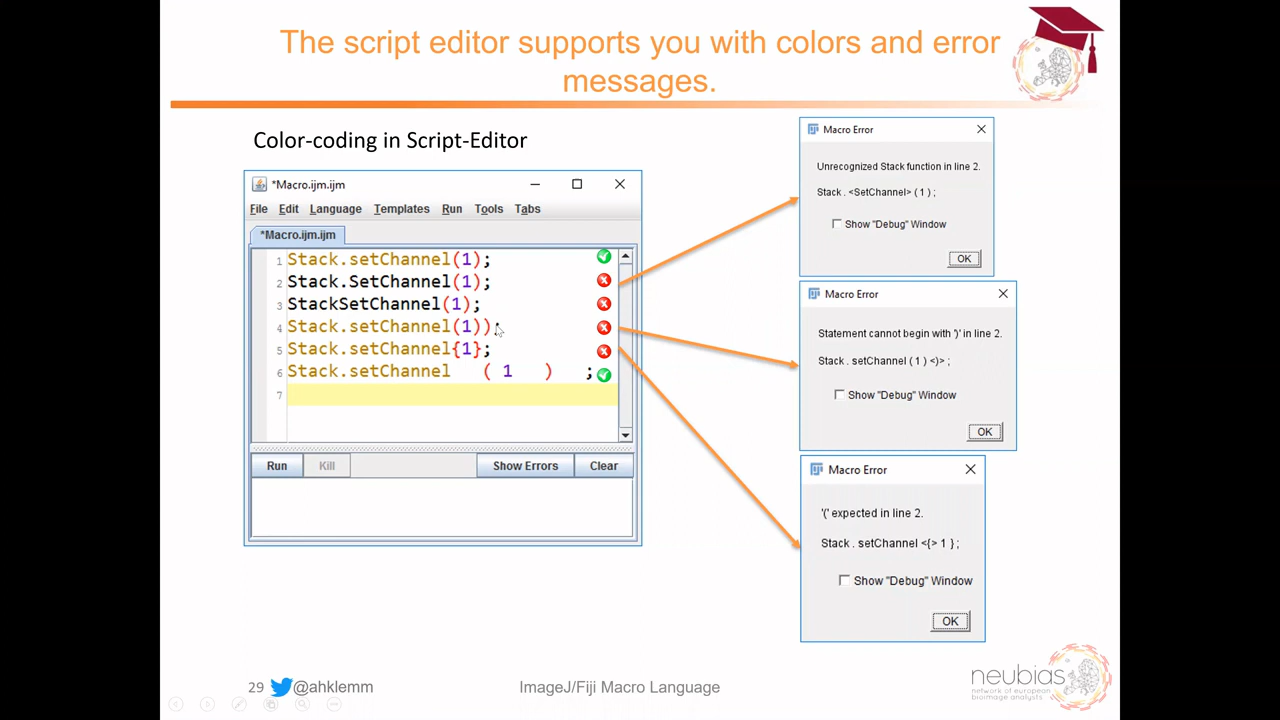 The script editor supports you with colors and error
messages.
Color-coding in Script-Editor
*Macro.ijm.ijm
File Edit Language Templates Run Tools Tabs
*Macro.ijm.ijm
1 Stack.setChannel(1);
2 Stack.SetChannel(1);
3 StackSetChannel(1);
4 Stack.setChannel(1));
5 Stack.setChannel{1};
6 Stack.setChannel ( 1 ) ;
7
Run Kill Show Errors Clear
Macro Error
Unrecognized Stack function in line 2.
Stack . <SetChannel> ( 1 ) ;
Show "Debug" Window
OK
Macro Error
Statement cannot begin with ')' in line 2.
Stack . setChannel ( 1 ) <)> ;
Show "Debug" Window
OK
Macro Error
'(' expected in line 2.
Stack . setChannel <{> 1 } ;
Show "Debug" Window
OK
29 @ahklemm
ImageJ/Fiji Macro Language
neubias
network of european
bioimage analysts